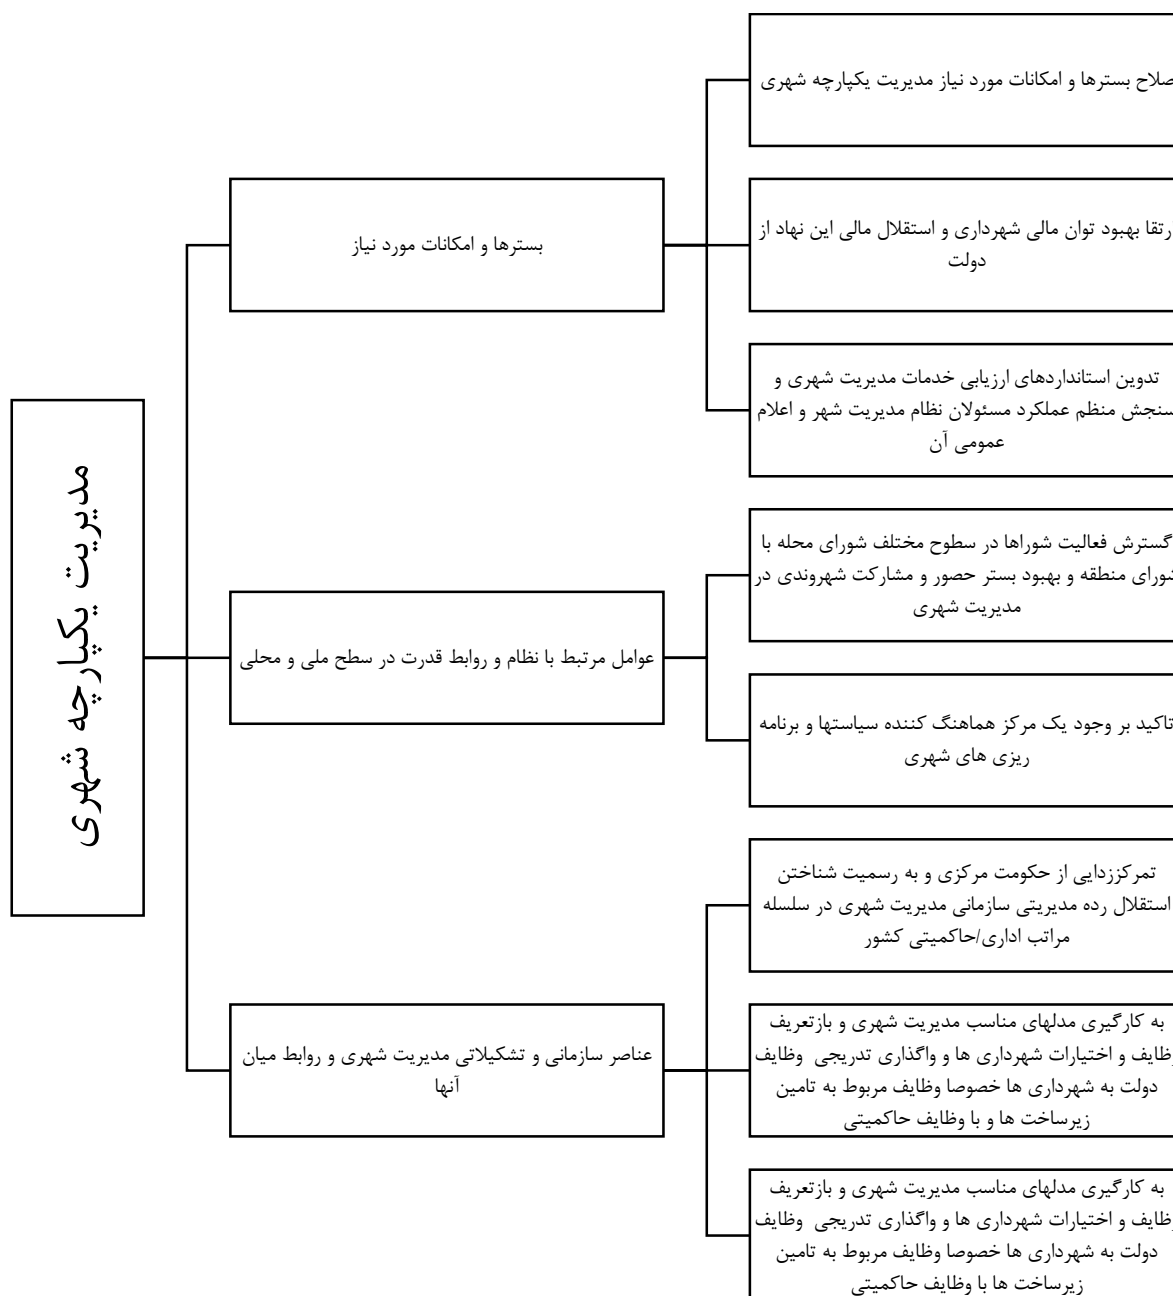 مدیریت یکپارچه شهری
بسترها و امکانات مورد نیاز
صلاح بسترها و امکانات مورد نیاز مدیریت یکپارچه شهری
رتقا بهبود توان مالی شهرداری و استقلال مالی این نهاد از
دولت
تدوین استانداردهای ارزیابی خدمات مدیریت شهری و
سنجش منظم عملکرد مسئولان نظام مدیریت شهر و اعلام
عمومی آن
عوامل مرتبط با نظام و روابط قدرت در سطح ملی و محلی
گسترش فعالیت شوراها در سطوح مختلف شورای محله با
شورای منطقه و بهبود بستر حضور و مشارکت شهروندی در
مدیریت شهری
تاکید بر وجود یک مرکز هماهنگ کننده سیاستها و برنامه
ریزی های شهری
عناصر سازمانی و تشکیلاتی مدیریت شهری و روابط میان
آنها
تمرکززدایی از حکومت مرکزی و به رسمیت شناختن
استقلال رده مدیریتی سازمانی مدیریت شهری در سلسله
مراتب اداری/حاکمیتی کشور
به کارگیری مدلهای مناسب مدیریت شهری و بازتعریف
وظایف و اختیارات شهرداری ها و واگذاری تدریجی وظایف
دولت به شهرداری ها خصوصا وظایف مربوط به تامین
زیرساخت ها و با وظایف حاکمیتی
به کارگیری مدلهای مناسب مدیریت شهری و بازتعریف
وظایف و اختیارات شهرداری ها و واگذاری تدریجی وظایف
دولت به شهرداری ها خصوصا وظایف مربوط به تامین
زیرساخت ها با وظایف حاکمیتی